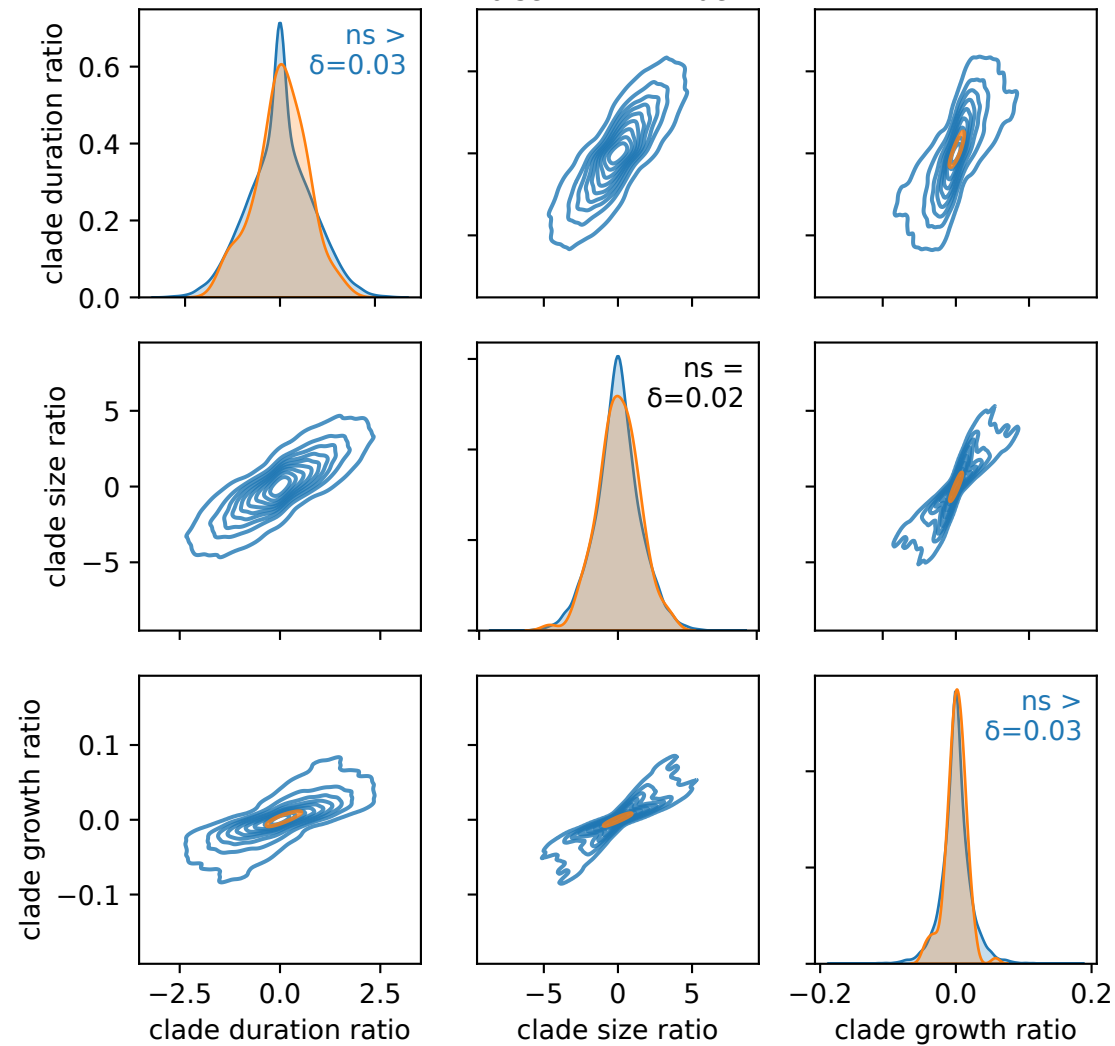 clade duration ratio
0.6
0.4
0.2
0.0
ns >
δ=0.03
clade size ratio
5
0
−5
ns =
δ=0.02
clade growth ratio
0.1
0.0
−0.1
ns >
δ=0.03
−2.5 0.0 2.5
−5 0 5
−0.2 0.0 0.2
clade duration ratio
clade size ratio
clade growth ratio